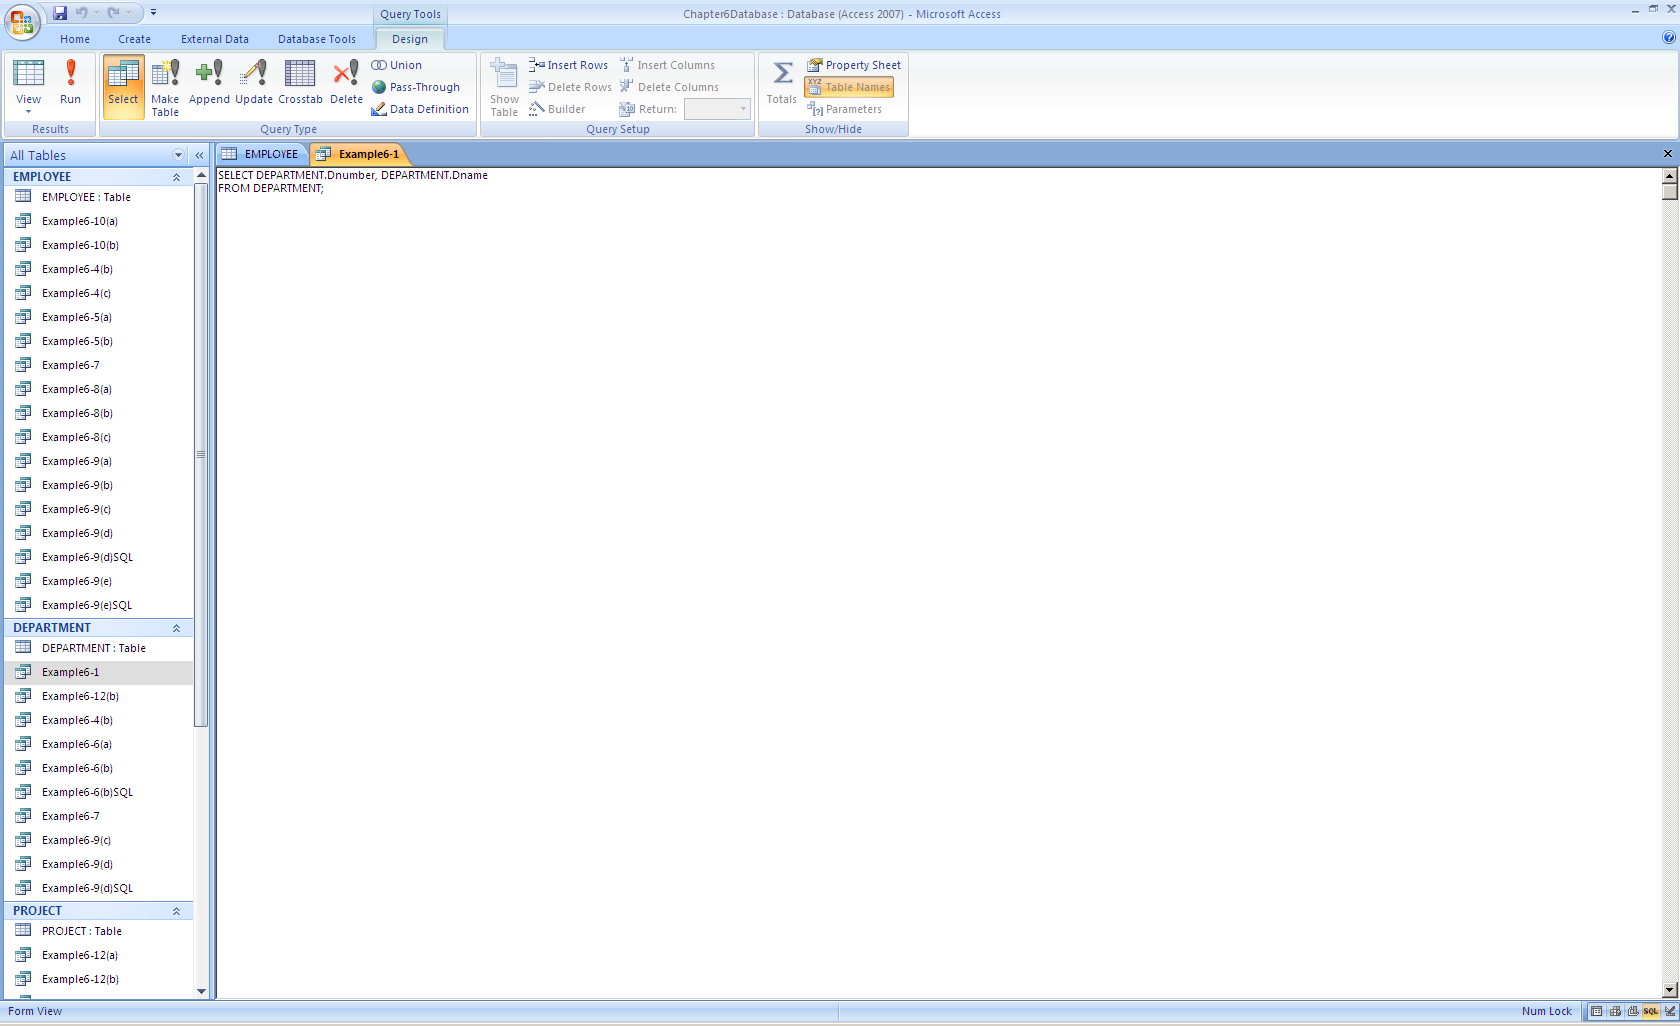 Query Tools
Chapter6Database : Database (Access 2007) - Microsoft Access
Home
Create
External Data
Database Tools
Design
View
Run
Results
Select
Make
Table
Append
Update
Crosstab
Delete
Union
Pass-Through
Data Definition
Query Type
Show
Table
Insert Rows
Delete Rows
Builder
Insert Columns
Delete Columns
Return:
Query Setup
Totals
Property Sheet
Table Names
Parameters
Show/Hide
All Tables
EMPLOYEE
EMPLOYEE : Table
Example6-10(a)
Example6-10(b)
Example6-4(b)
Example6-4(c)
Example6-5(a)
Example6-5(b)
Example6-7
Example6-8(a)
Example6-8(b)
Example6-8(c)
Example6-9(a)
Example6-9(b)
Example6-9(c)
Example6-9(d)
Example6-9(d)SQL
Example6-9(e)
Example6-9(e)SQL
DEPARTMENT
DEPARTMENT : Table
Example6-1
Example6-12(b)
Example6-4(b)
Example6-6(a)
Example6-6(b)
Example6-6(b)SQL
Example6-7
Example6-9(c)
Example6-9(d)
Example6-9(d)SQL
PROJECT
PROJECT : Table
Example6-12(a)
Example6-12(b)
EMPLOYEE
Example6-1
SELECT DEPARTMENT.Dnumber, DEPARTMENT.Dname
FROM DEPARTMENT;
Form View
Num Lock
SQL